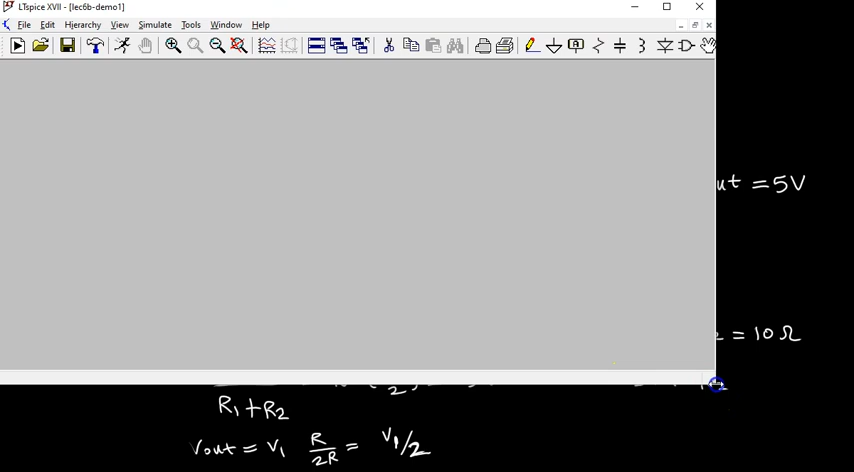 LTspice XVII - [lec6b-demo1]
File Edit Hierarchy View Simulate Tools Window Help
ut = 5V
= 10 Ω
R1 + R2
Vout = V1 R/2R = V1/2